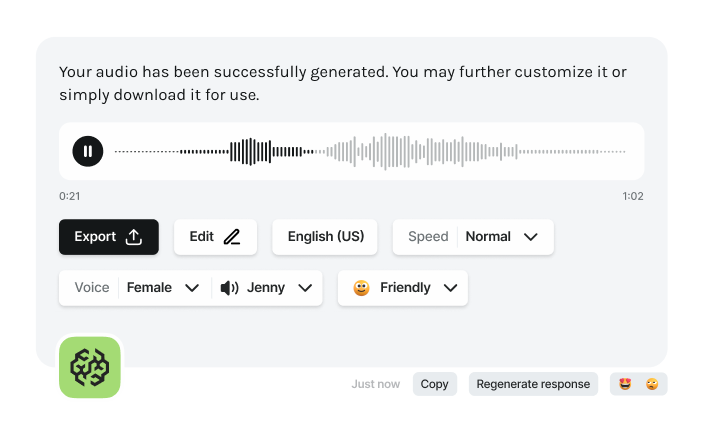 Your audio has been successfully generated. You may further customize it or
simply download it for use.
0:21 1:02
Export Edit English (US) Speed Normal
Voice Female Jenny Friendly
Just now Copy Regenerate response